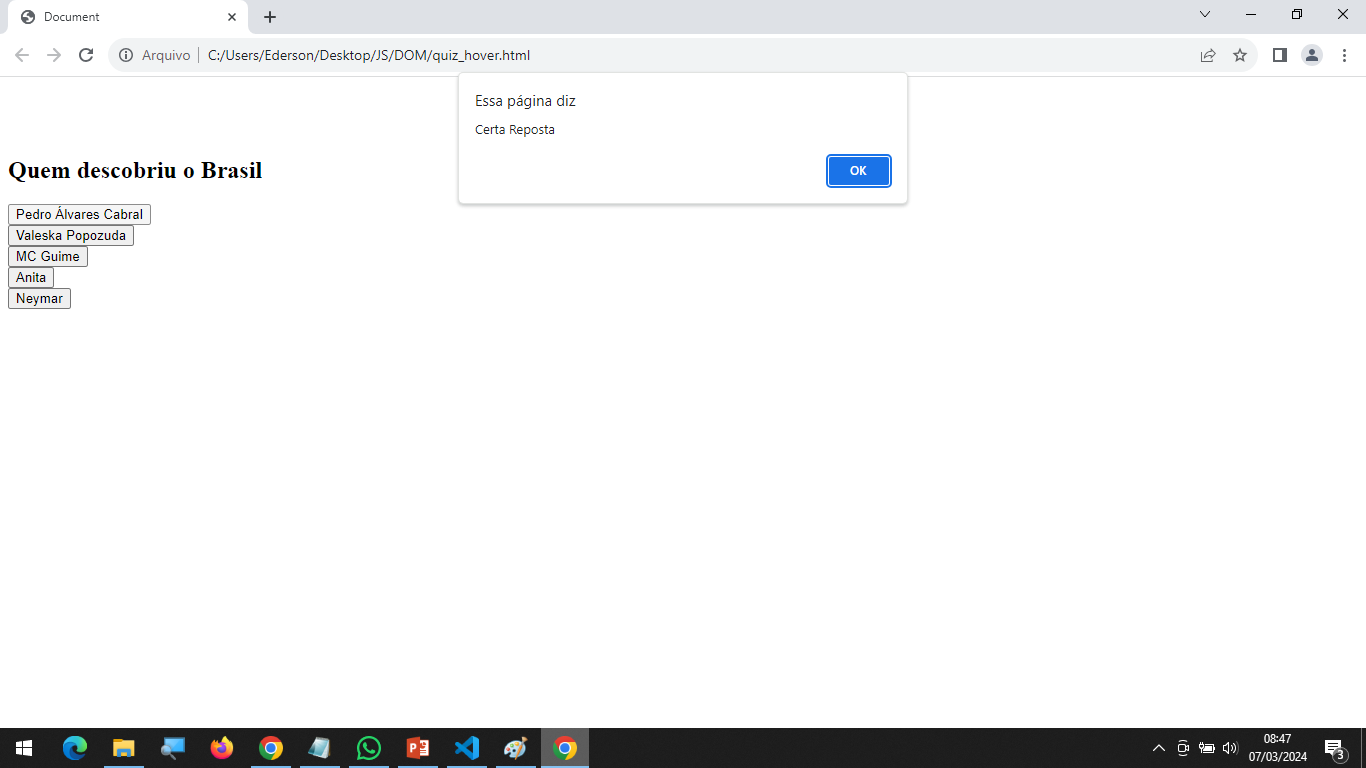 Document
Arquivo
C:/Users/Ederson/Desktop/JS/DOM/quiz_hover.html
Essa página diz
Certa Reposta
OK
Quem descobriu o Brasil
Pedro Álvares Cabral
Valeska Popozuda
MC Guime
Anita
Neymar
P
08:47
07/03/2024
3